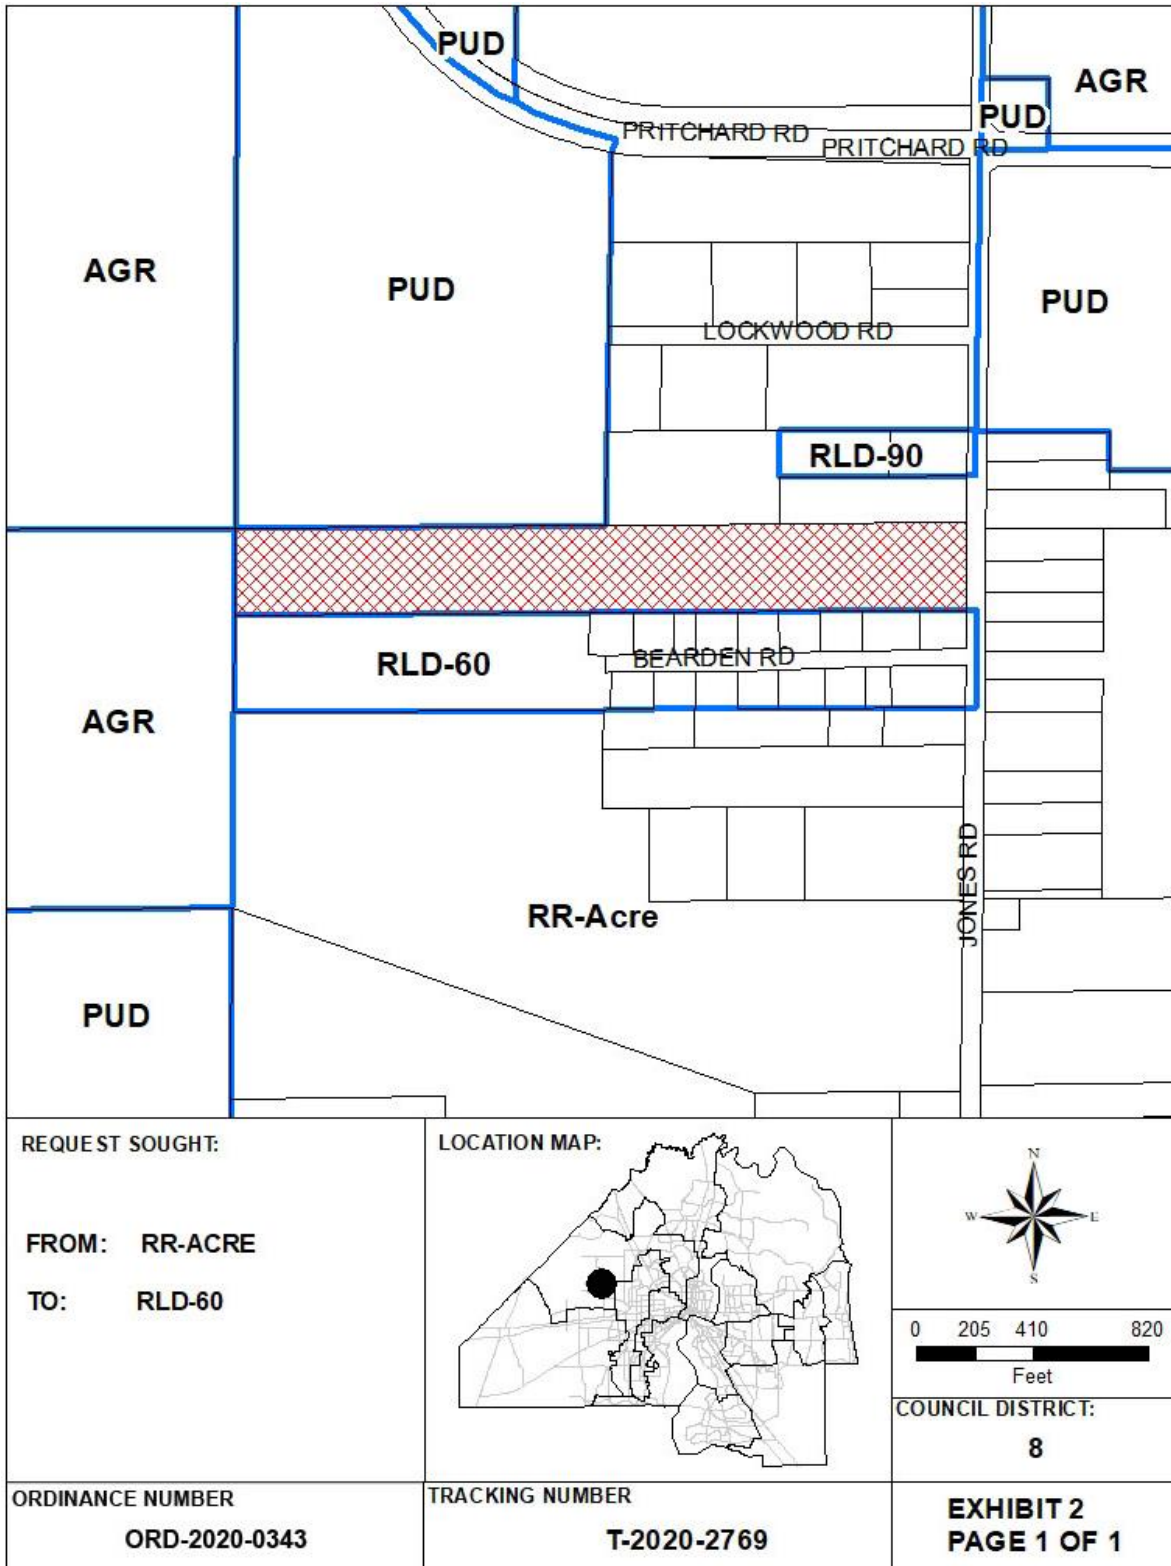 PUD
AGR
PUD
PRITCHARD RD
PRITCHARD RD
AGR
PUD
PUD
LOCKWOOD RD
RLD-90
RLD-60
BEARDEN RD
AGR
JONES RD
RR-Acre
PUD
REQUEST SOUGHT:
FROM: RR-ACRE
TO: RLD-60
LOCATION MAP:
N
W E
S
0 205 410 820
Feet
COUNCIL DISTRICT:
8
ORDINANCE NUMBER
ORD-2020-0343
TRACKING NUMBER
T-2020-2769
EXHIBIT 2
PAGE 1 OF 1